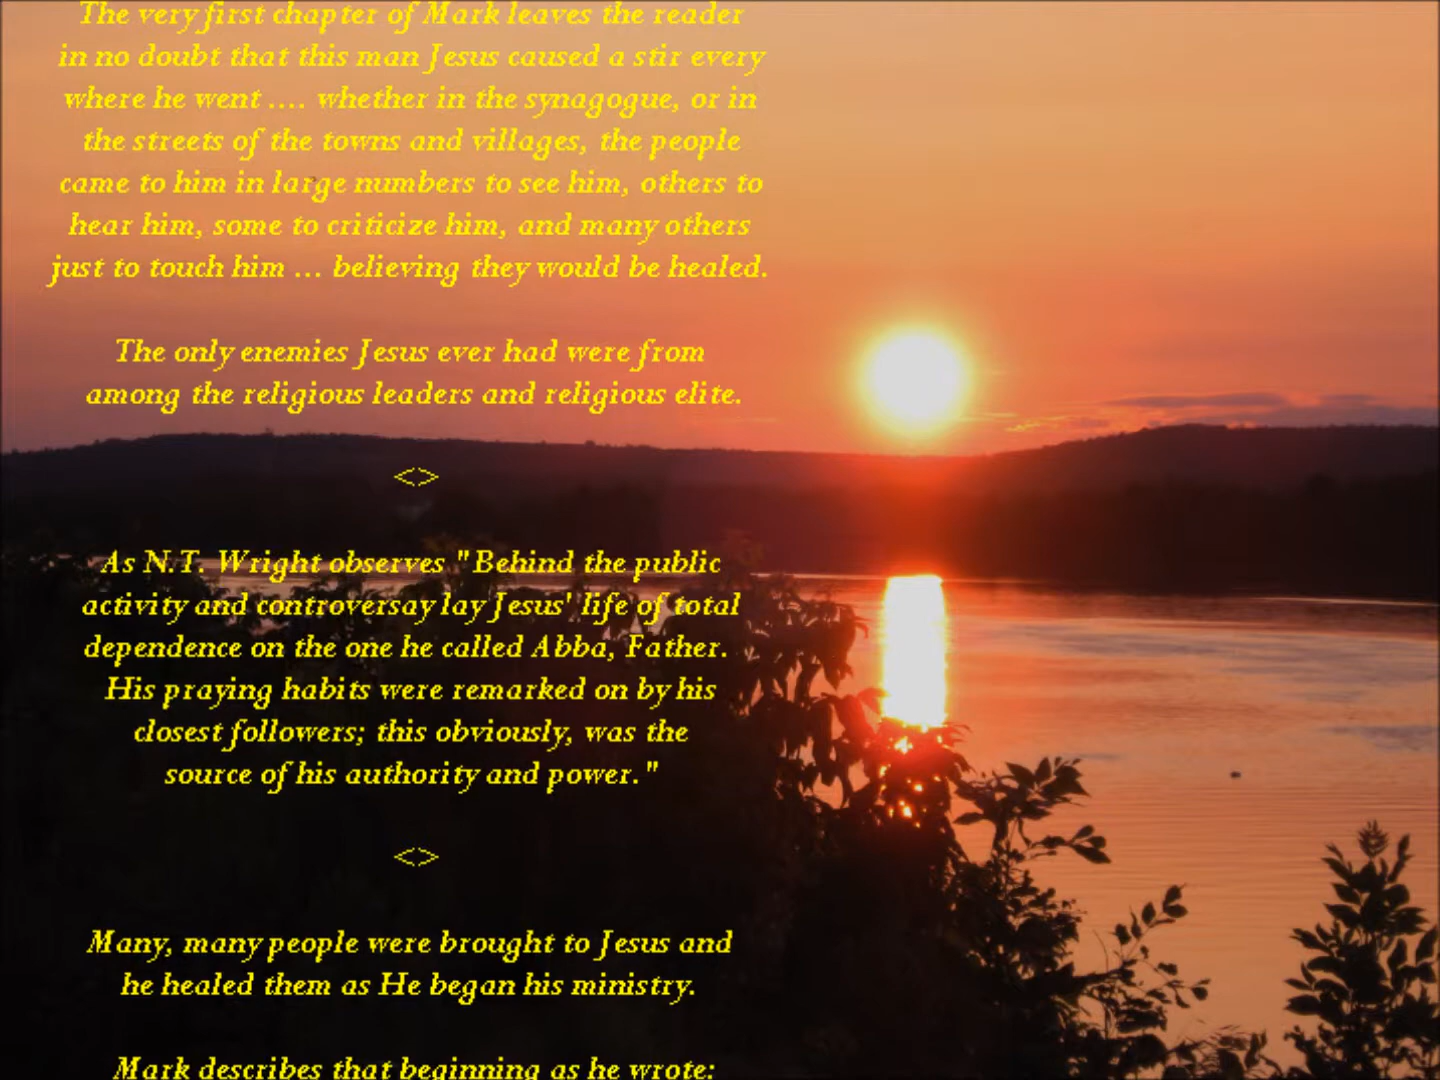 The very first chapter of Mark leaves the reader
in no doubt that this man Jesus caused a stir every
where he went .... whether in the synagogue, or in
the streets of the towns and villages, the people
came to him in large numbers to see him, others to
hear him, some to criticize him, and many others
just to touch him ... believing they would be healed.
The only enemies Jesus ever had were from
among the religious leaders and religious elite.
<>
As N.T. Wright observes "Behind the public
activity and controversay lay Jesus' life of total
dependence on the one he called Abba, Father.
His praying habits were remarked on by his
closest followers; this obviously, was the
source of his authority and power."
<>
Many, many people were brought to Jesus and
he healed them as He began his ministry.
Mark describes that beginning as he wrote: